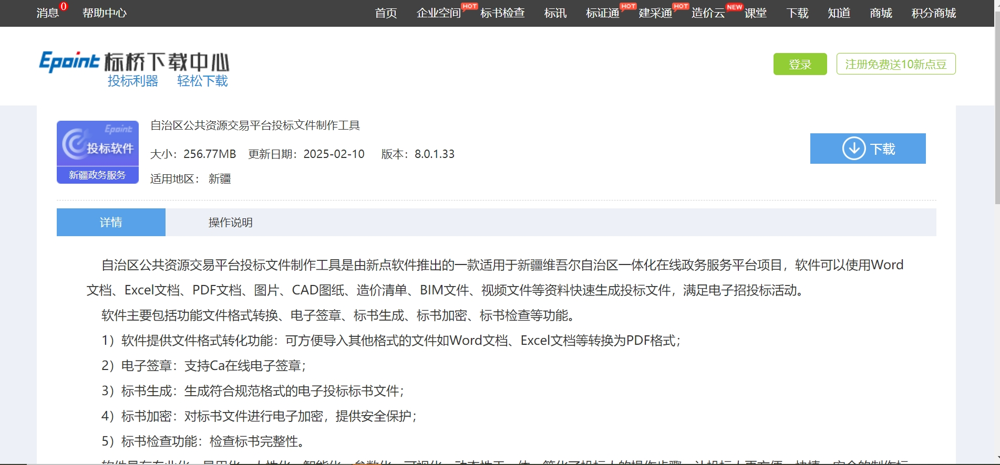 消息 0 帮助中心 首页 企业空间 HOT 标书检查 标讯 标证通 HOT 建采通 HOT 造价云 NEW 课堂 下载 知道 商城 积分商城
Epoint 标桥下载中心
投标利器 轻松下载
登录 注册免费送10新点豆
Epoint
投标软件
新疆政务服务
自治区公共资源交易平台投标文件制作工具
大小：256.77MB 更新日期：2025-02-10 版本：8.0.1.33
适用地区： 新疆
下载
详情 操作说明
自治区公共资源交易平台投标文件制作工具是由新点软件推出的一款适用于新疆维吾尔自治区一体化在线政务服务平台项目，软件可以使用Word
文档、Excel文档、PDF文档、图片、CAD图纸、造价清单、BIM文件、视频文件等资料快速生成投标文件，满足电子招投标活动。
软件主要包括功能文件格式转换、电子签章、标书生成、标书加密、标书检查等功能。
1）软件提供文件格式转化功能：可方便导入其他格式的文件如Word文档、Excel文档等转换为PDF格式；
2）电子签章：支持Ca在线电子签章；
3）标书生成：生成符合规范格式的电子投标标书文件；
4）标书加密：对标书文件进行电子加密，提供安全保护；
5）标书检查功能：检查标书完整性。